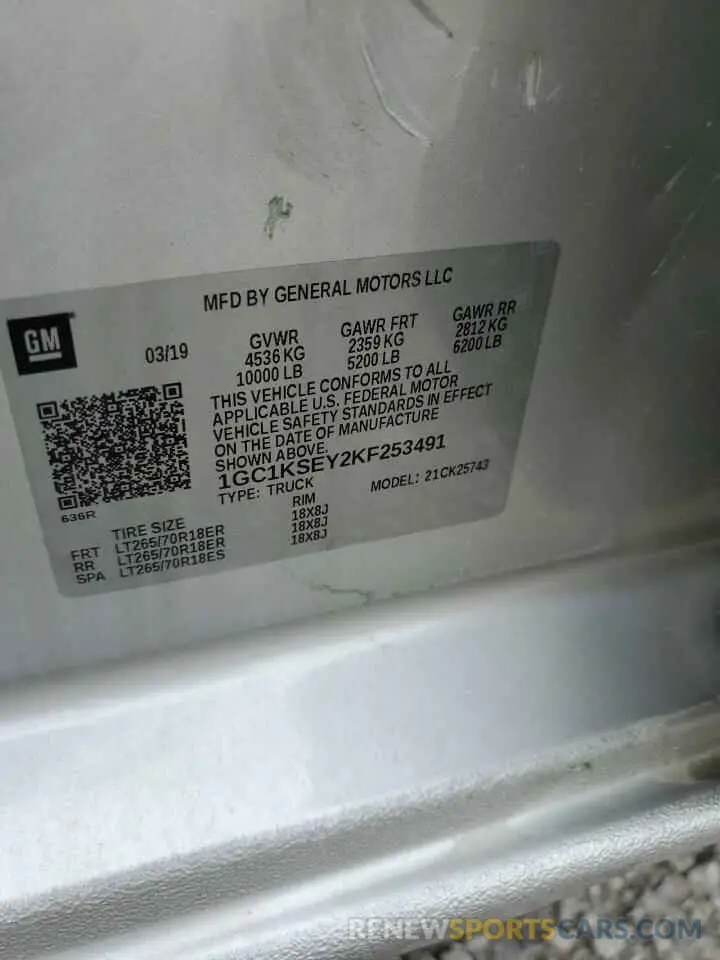 MFD BY GENERAL MOTORS LLC
GM
03/19
GVWR
4536 KG
10000 LB
GAWR FRT
2359 KG
5200 LB
GAWR RR
2812 KG
6200 LB
THIS VEHICLE CONFORMS TO ALL
APPLICABLE U.S. FEDERAL MOTOR
VEHICLE SAFETY STANDARDS IN EFFECT
ON THE DATE OF MANUFACTURE
SHOWN ABOVE.
1GC1KSEY2KF253491
TYPE: TRUCK
MODEL: 21CK25743
636R
TIRE SIZE RIM
FRT LT265/70R18ER 18X8J
RR LT265/70R18ER 18X8J
SPA LT265/70R18ES 18X8J
REVERSESPORTSCARS.COM